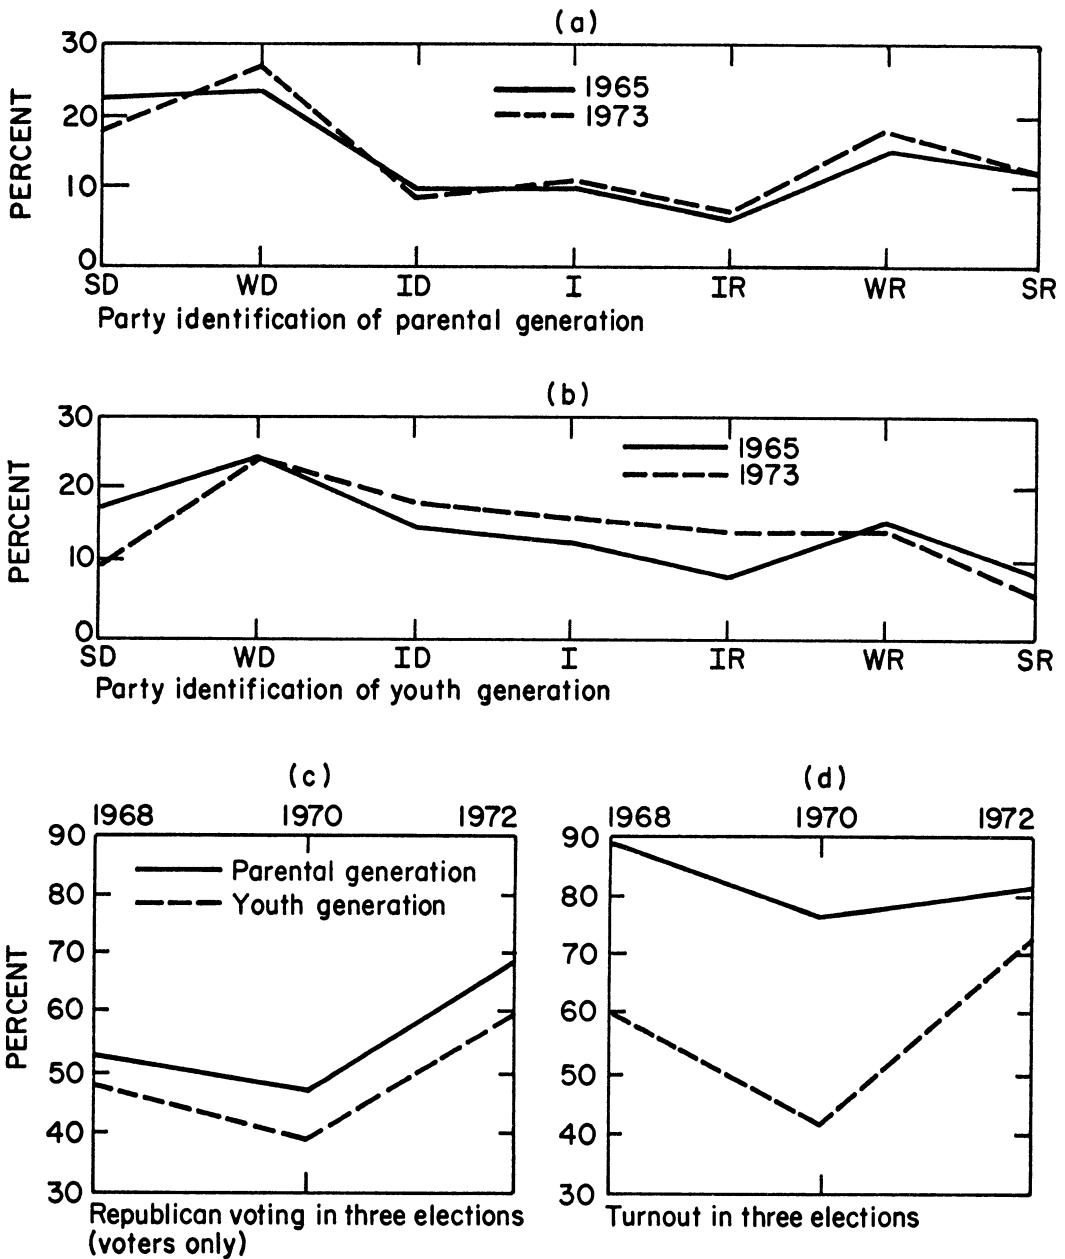 (a)
30
20
10
0
PERCENT
1965
1973
SD WD ID I IR WR SR
Party identification of parental generation
(b)
30
20
10
0
PERCENT
1965
1973
SD WD ID I IR WR SR
Party identification of youth generation
(c)
1968 1970 1972
90
80
70
60
50
40
30
PERCENT
Parental generation
Youth generation
Republican voting in three elections
(voters only)
(d)
1968 1970 1972
90
80
70
60
50
40
30
Turnout in three elections